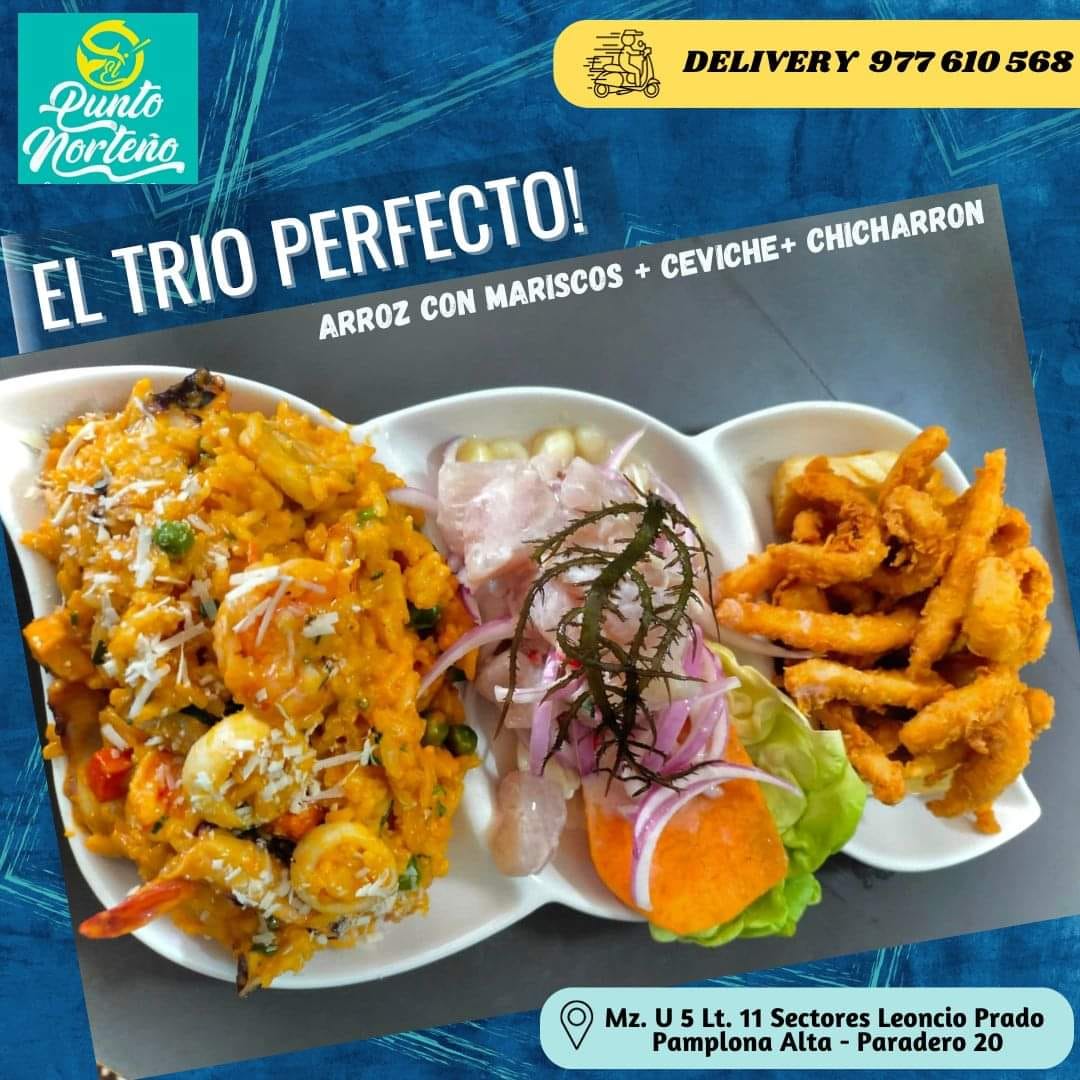 El
Punto
Norteño
DELIVERY 977 610 568
EL TRIO PERFECTO!
ARROZ CON MARISCOS + CEVICHE+ CHICHARRON
Mz. U 5 Lt. 11 Sectores Leoncio Prado
Pamplona Alta - Paradero 20